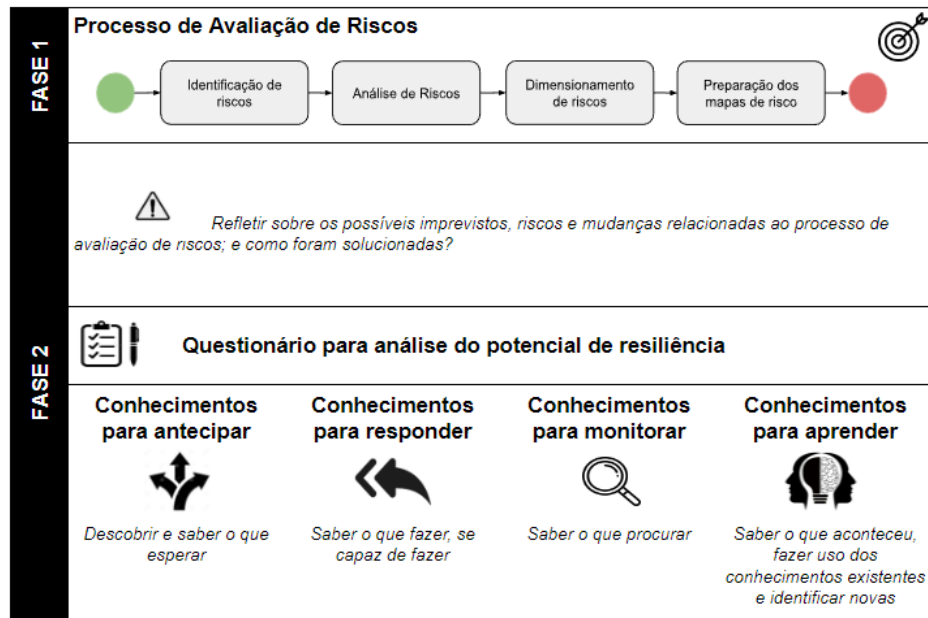 FASE 1
Processo de Avaliação de Riscos
Identificação de
riscos
Análise de Riscos
Dimensionamento
de riscos
Preparação dos
mapas de risco
Refletir sobre os possíveis imprevistos, riscos e mudanças relacionadas ao processo de
avaliação de riscos; e como foram solucionadas?
FASE 2
Questionário para análise do potencial de resiliência
Conhecimentos
para antecipar
Descobrir e saber o que
esperar
Conhecimentos
para responder
Saber o que fazer, se
capaz de fazer
Conhecimentos
para monitorar
Saber o que procurar
Conhecimentos
para aprender
Saber o que aconteceu,
fazer uso dos
conhecimentos existentes
e identificar novas